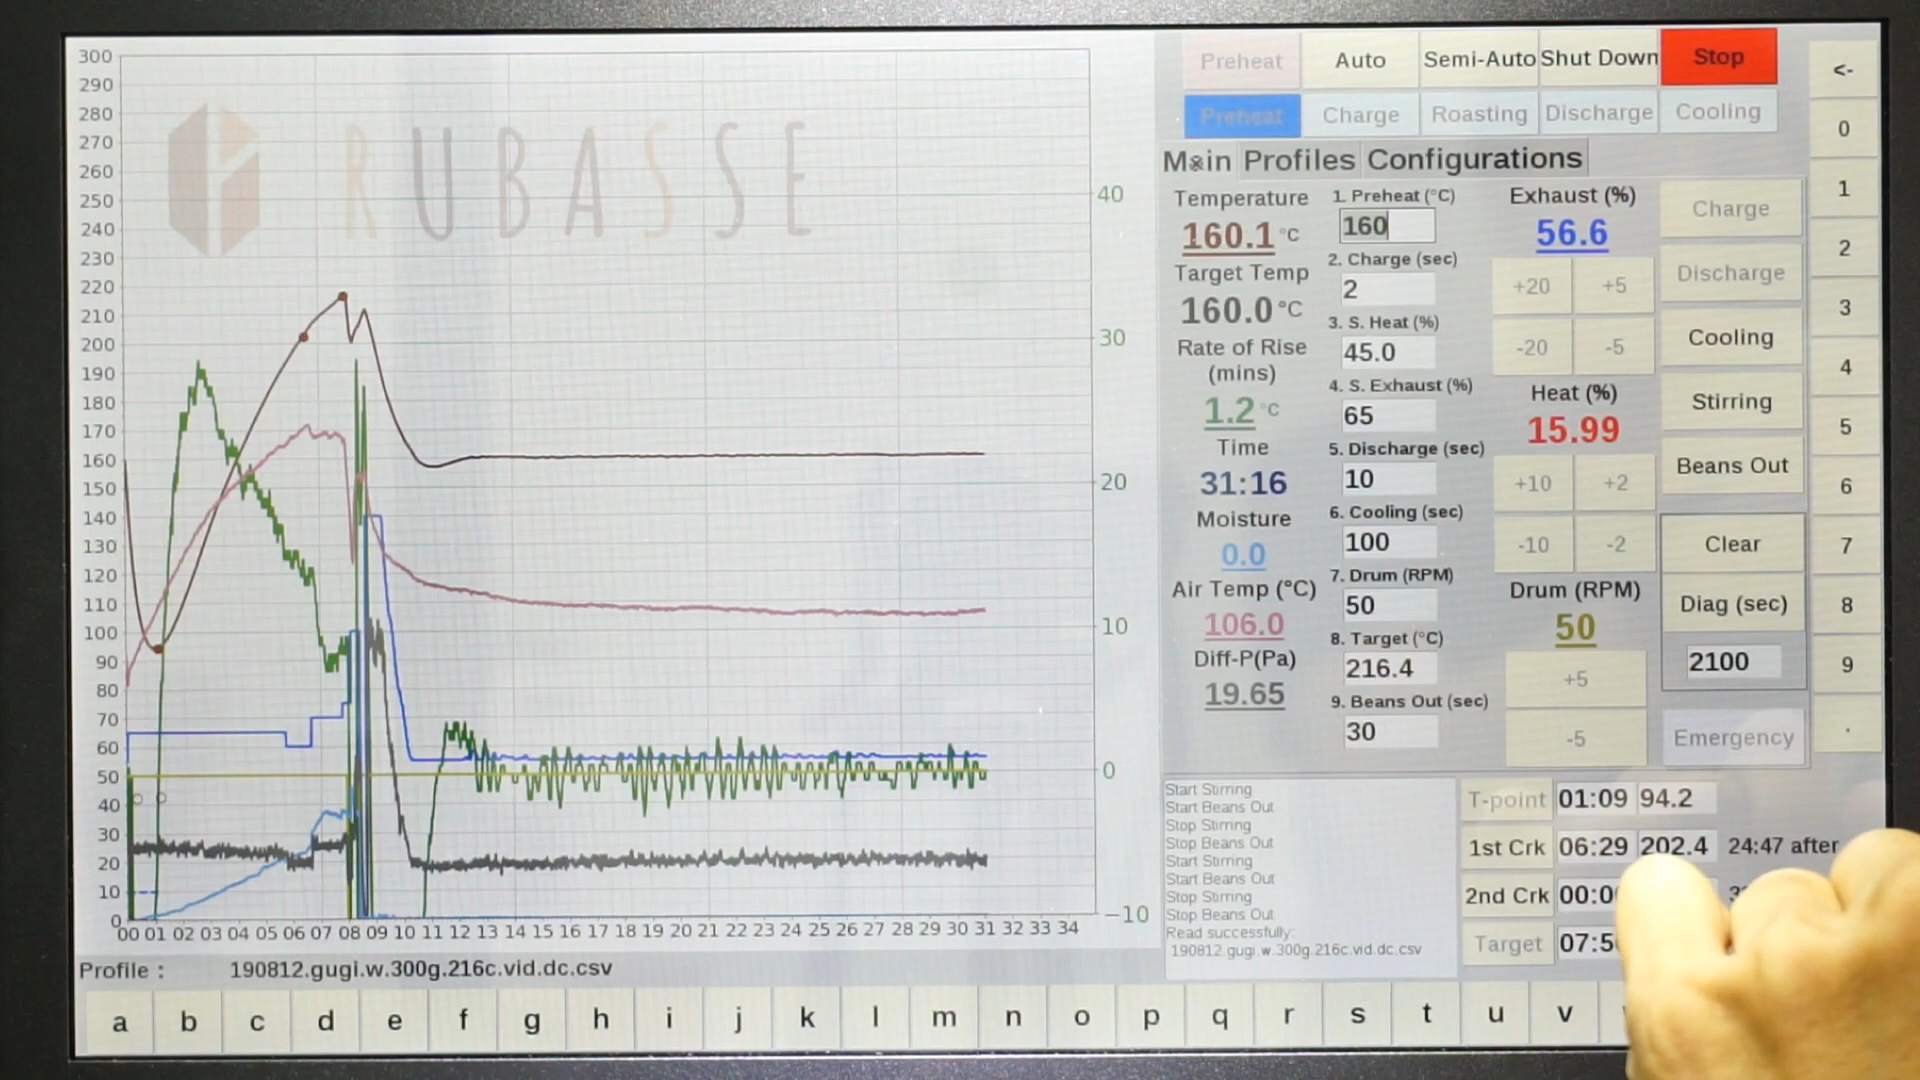 RUBASSE
300
290
280
270
260
250
240
230
220
210
200
190
180
170
160
150
140
130
120
110
100
90
80
70
60
50
40
30
20
10
0
00 01 02 03 04 05 06 07 08 09 10 11 12 13 14 15 16 17 18 19 20 21 22 23 24 25 26 27 28 29 30 31 32 33 34
40
30
20
10
0
-10
Profile : 190812.gugi.w.300g.216c.vid.dc.csv
Preheat Auto Semi-Auto Shut Down Stop
Preheat Charge Roasting Discharge Cooling
Main Profiles Configurations
Temperature
160.1 °C
Target Temp
160.0 °C
Rate of Rise
(mins)
1.2 °C
Time
31:16
Moisture
0.0
Air Temp (°C)
106.0
Diff-P(Pa)
19.65
1. Preheat (°C)
160
2. Charge (sec)
2
3. S. Heat (%)
45.0
4. S. Exhaust (%)
65
5. Discharge (sec)
10
6. Cooling (sec)
100
7. Drum (RPM)
50
8. Target (°C)
216.4
9. Beans Out (sec)
30
Exhaust (%)
56.6
+20 +5
-20 -5
Heat (%)
15.99
+10 +2
-10 -2
Drum (RPM)
50
+5
-5
Charge
Discharge
Cooling
Stirring
Beans Out
Clear
Diag (sec)
2100
Emergency
<-
0
1
2
3
4
5
6
7
8
9
.
Start Stirring
Start Beans Out
Stop Stirring
Stop Beans Out
Start Stirring
Start Beans Out
Stop Stirring
Stop Beans Out
Read successfully:
190812.gugi.w.300g.216c.vid.dc.csv
T-point 01:09 94.2
1st Crk 06:29 202.4 24:47 after
2nd Crk
Target
a b c d e f g h i j k l m n o p q r s t u v